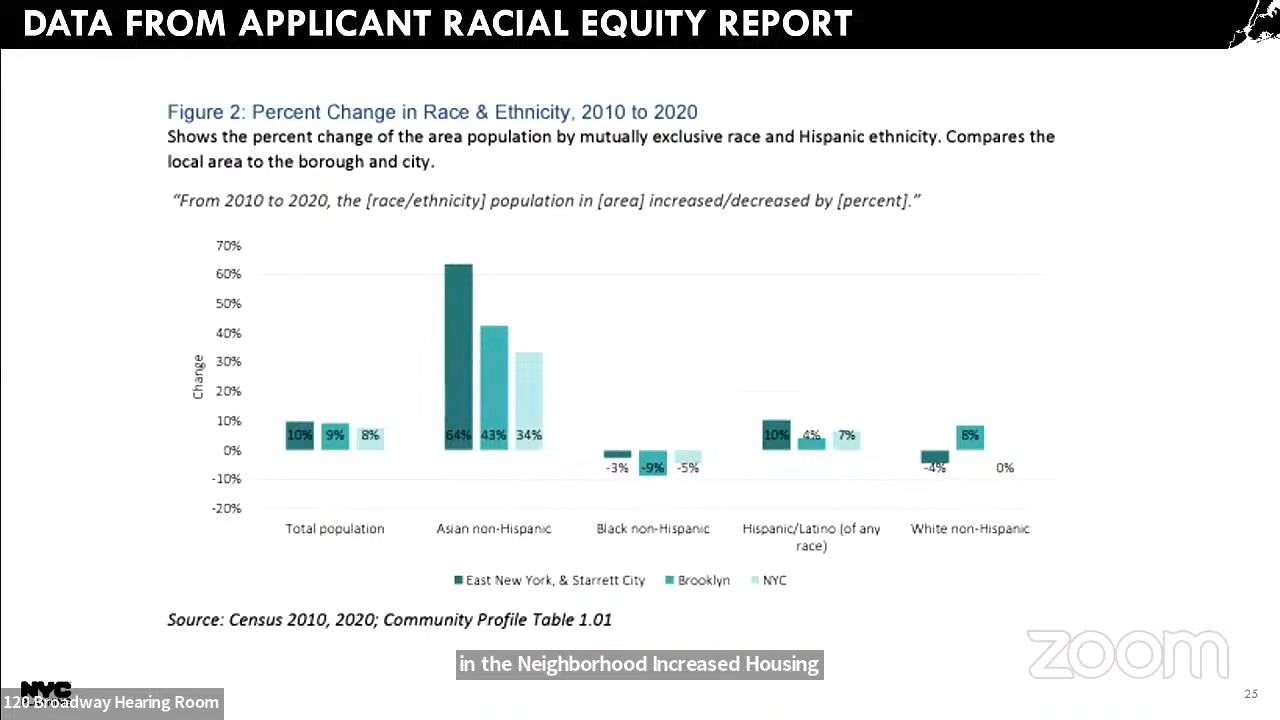 DATA FROM APPLICANT RACIAL EQUITY REPORT
Figure 2: Percent Change in Race & Ethnicity, 2010 to 2020
Shows the percent change of the area population by mutually exclusive race and Hispanic ethnicity. Compares the
local area to the borough and city.
“From 2010 to 2020, the [race/ethnicity] population in [area] increased/decreased by [percent].”
70%
60%
50%
40%
30%
20%
10%
0%
-10%
-20%
Change
10% 9% 8%
64% 43% 34%
-3% -9% -5%
10% 4% 7%
-4% 8% 0%
Total population
Asian non-Hispanic
Black non-Hispanic
Hispanic/Latino (of any
race)
White non-Hispanic
East New York, & Starrett City Brooklyn NYC
Source: Census 2010, 2020; Community Profile Table 1.01
in the Neighborhood Increased Housing
zoom
NYC
120 Broadway Hearing Room
25